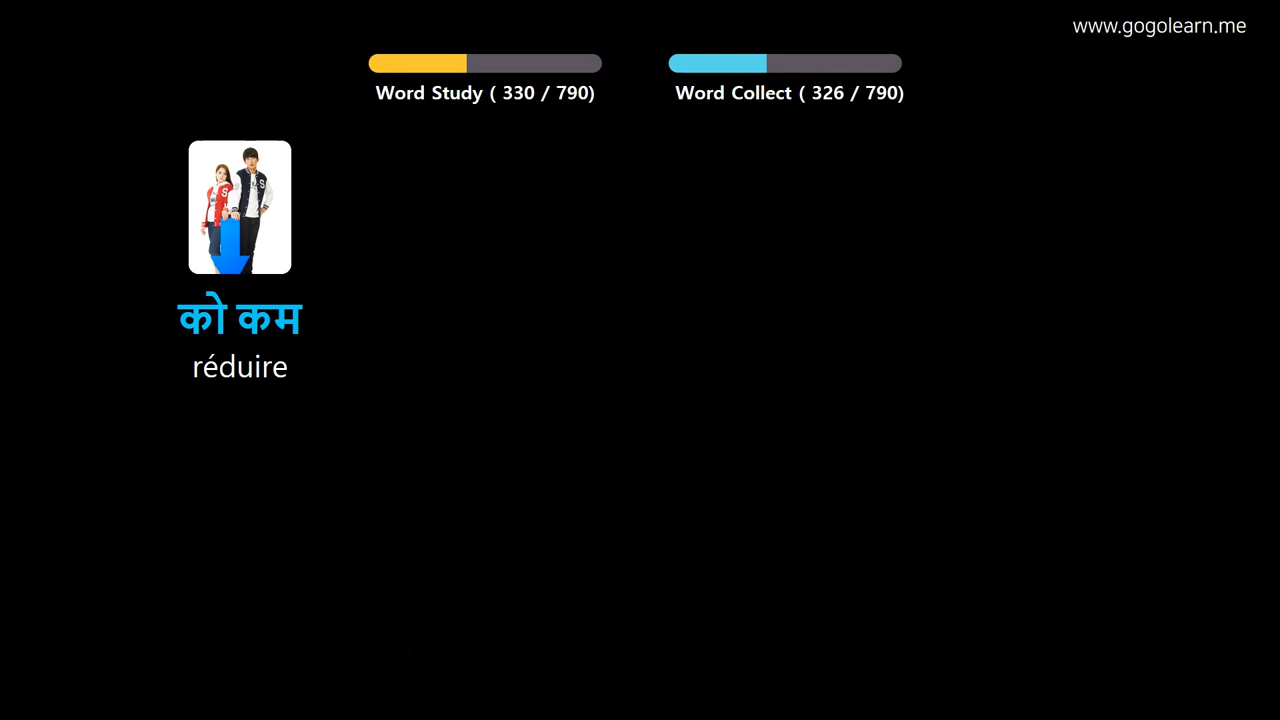 www.gogolearn.me
Word Study ( 330 / 790)
Word Collect ( 326 / 790)
S
S
को कम
réduire